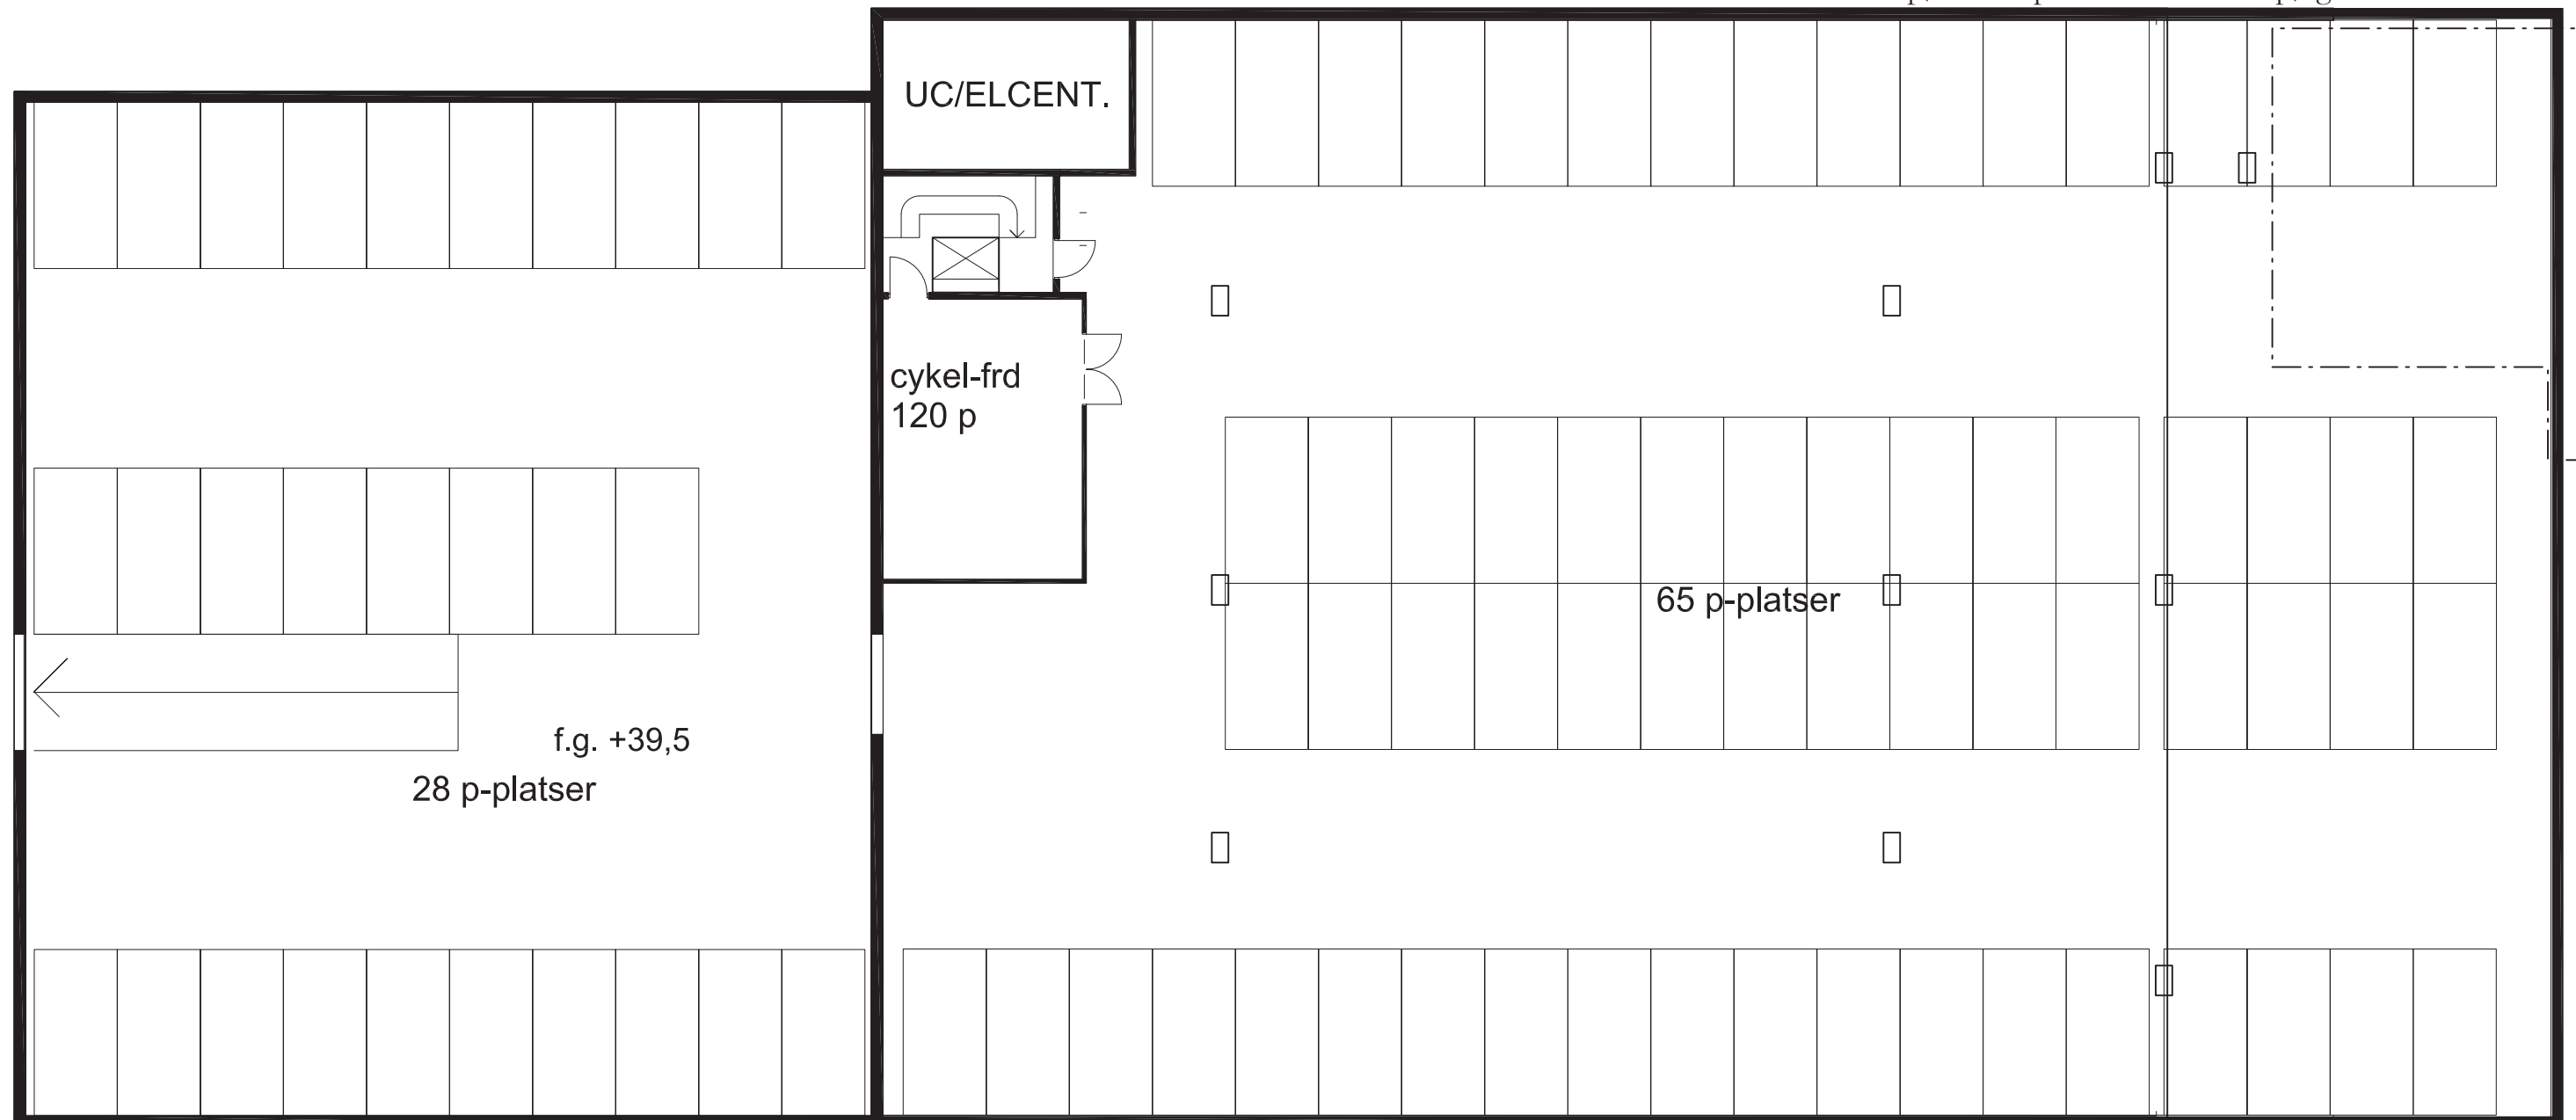 UC/ELCENT.
cykel-frd
120 p
65 p-platser
f.g. +39,5
28 p-platser